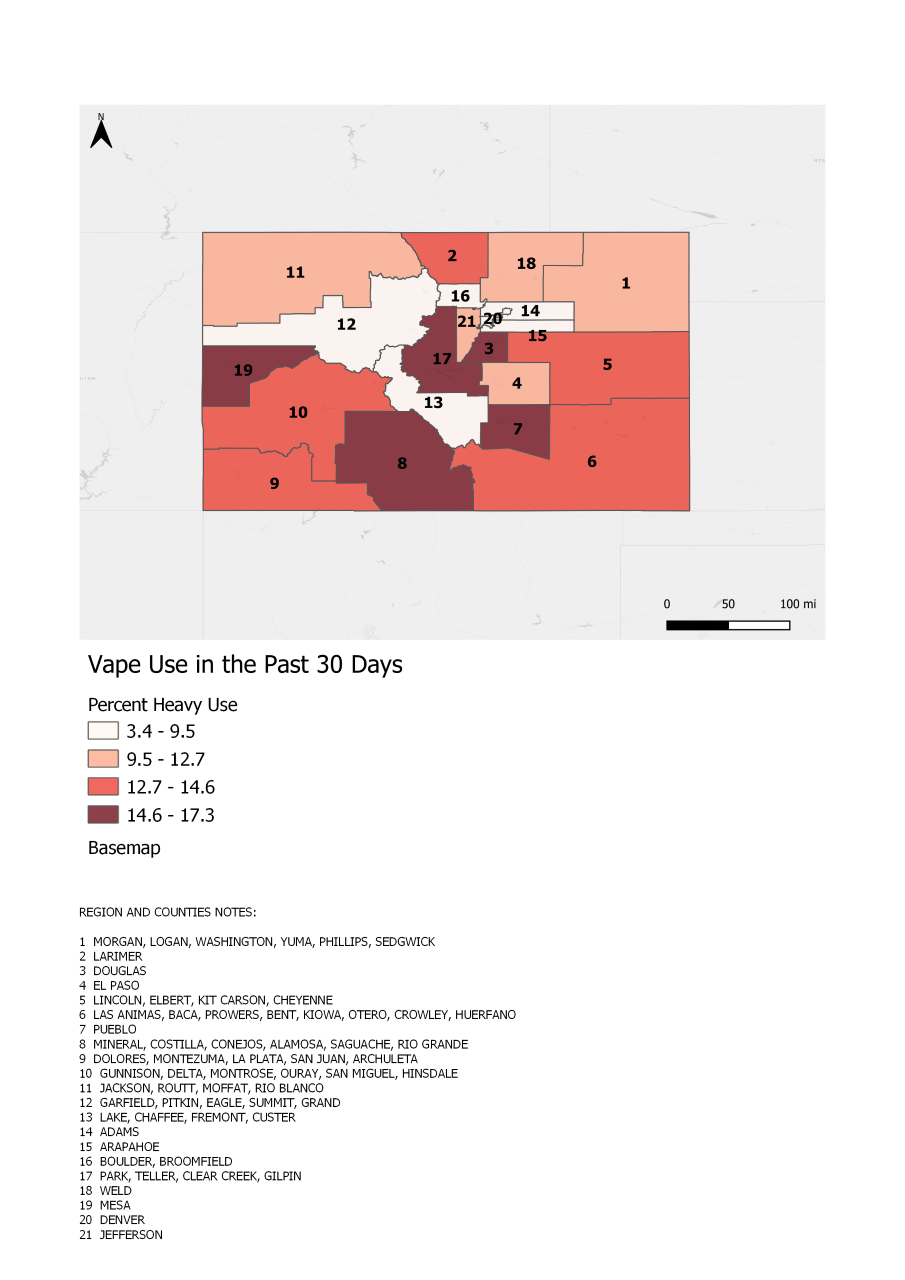 N
11
2
18
1
16
14
12
21
20
15
3
17
5
19
4
13
10
7
8
6
9
0 50 100 mi
Vape Use in the Past 30 Days
Percent Heavy Use
3.4 - 9.5
9.5 - 12.7
12.7 - 14.6
14.6 - 17.3
Basemap
REGION AND COUNTIES NOTES:
1 MORGAN, LOGAN, WASHINGTON, YUMA, PHILLIPS, SEDGWICK
2 LARIMER
3 DOUGLAS
4 EL PASO
5 LINCOLN, ELBERT, KIT CARSON, CHEYENNE
6 LAS ANIMAS, BACA, PROWERS, BENT, KIOWA, OTERO, CROWLEY, HUERFANO
7 PUEBLO
8 MINERAL, COSTILLA, CONEJOS, ALAMOSA, SAGUACHE, RIO GRANDE
9 DOLORES, MONTEZUMA, LA PLATA, SAN JUAN, ARCHULETA
10 GUNNISON, DELTA, MONTROSE, OURAY, SAN MIGUEL, HINSDALE
11 JACKSON, ROUTT, MOFFAT, RIO BLANCO
12 GARFIELD, PITKIN, EAGLE, SUMMIT, GRAND
13 LAKE, CHAFFEE, FREMONT, CUSTER
14 ADAMS
15 ARAPAHOE
16 BOULDER, BROOMFIELD
17 PARK, TELLER, CLEAR CREEK, GILPIN
18 WELD
19 MESA
20 DENVER
21 JEFFERSON